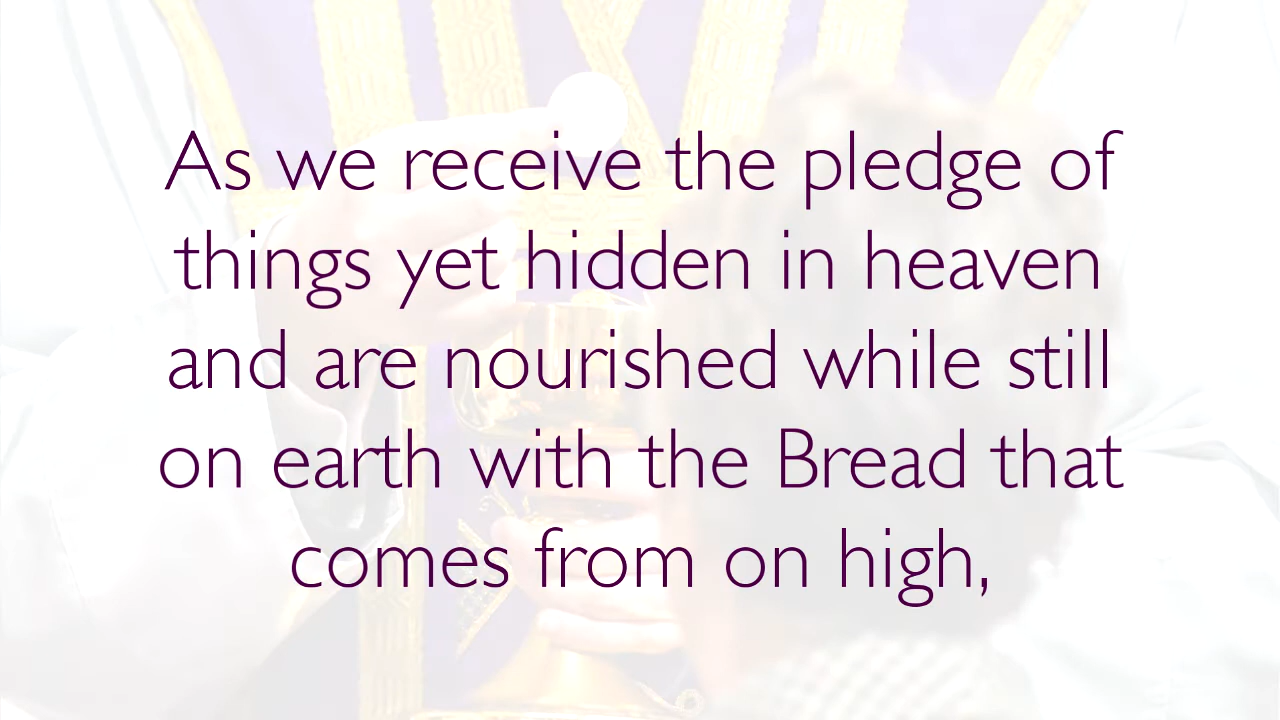 As we receive the pledge of
things yet hidden in heaven
and are nourished while still
on earth with the Bread that
comes from on high,